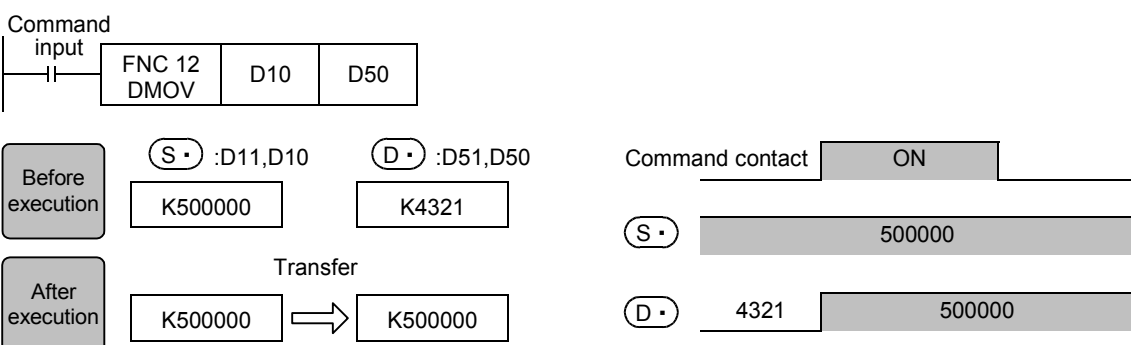 Command
input
FNC 12
DMOV
D10
D50
Before
execution
S· :D11,D10
D· :D51,D50
K500000
K4321
After
execution
Transfer
K500000
K500000
Command contact
ON
S·
500000
D·
4321
500000